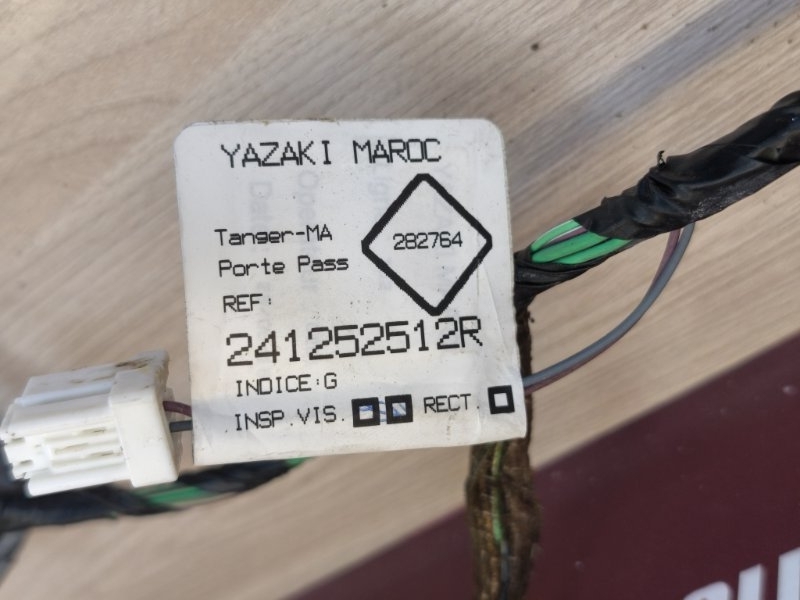 YAZAKI MAROC
Tanger-MA
282764
Porte Pass
REF:
241252512R
INDICE:G
INSP.VIS.
RECT.